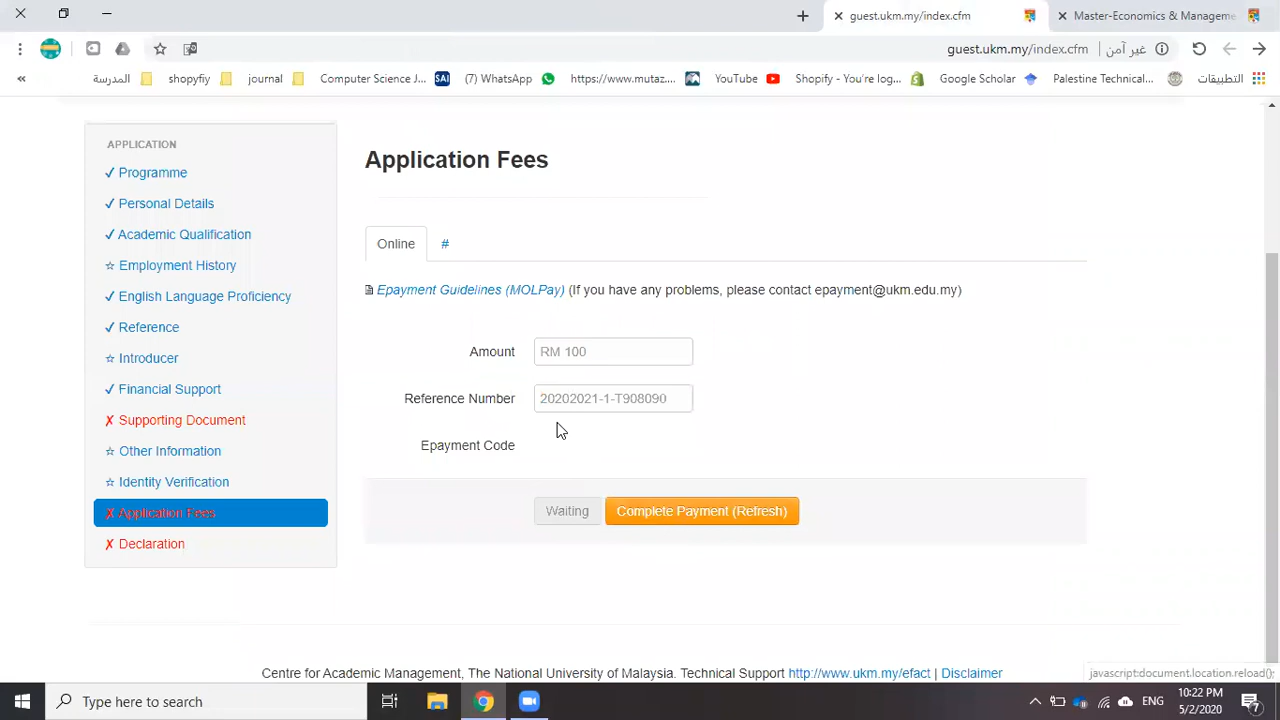 guest.ukm.my/index.cfm
Master-Economics & Manageme
guest.ukm.my/index.cfm
غير آمن
«
المدرسة
shopyfiy
journal
Computer Science J...
SAI
(7) WhatsApp
https://www.mutaz....
YouTube
Shopify - You're log...
Google Scholar
Palestine Technical...
التطبيقات
APPLICATION
✓ Programme
✓ Personal Details
✓ Academic Qualification
☆ Employment History
✓ English Language Proficiency
✓ Reference
☆ Introducer
✓ Financial Support
✗ Supporting Document
☆ Other Information
☆ Identity Verification
✗ Application Fees
✗ Declaration
Application Fees
Online
#
Epayment Guidelines (MOLPay) (If you have any problems, please contact epayment@ukm.edu.my)
Amount
RM 100
Reference Number
20202021-1-T908090
Epayment Code
Waiting
Complete Payment (Refresh)
Centre for Academic Management, The National University of Malaysia. Technical Support http://www.ukm.my/efact | Disclaimer
javascript:document.location.reload();
Type here to search
ENG
10:22 PM
5/2/2020
7